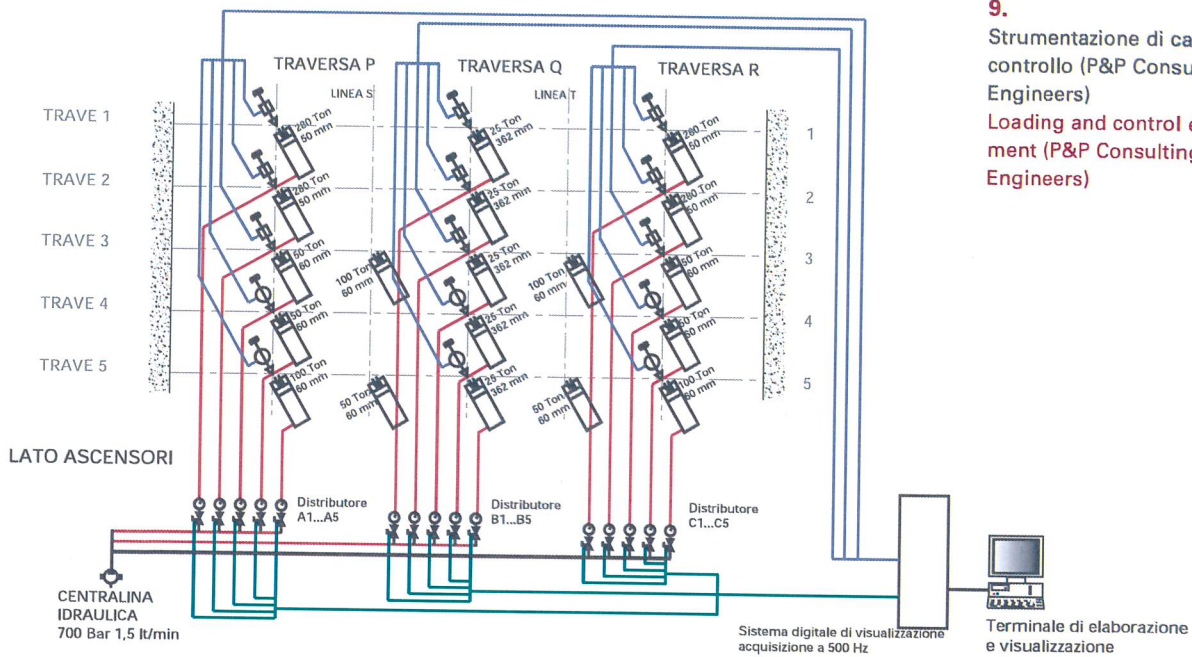 9.
Strumentazione di ca
controllo (P&P Consu
Engineers)
Loading and control e
ment (P&P Consulting
Engineers)
TRAVERSA P
TRAVERSA Q
TRAVERSA R
LINEA S
LINEA T
TRAVE 1
TRAVE 2
TRAVE 3
TRAVE 4
TRAVE 5
280 Ton
50 mm
280 Ton
50 mm
50 Ton
60 mm
50 Ton
60 mm
100 Ton
60 mm
100 Ton
60 mm
50 Ton
60 mm
25 Ton
362 mm
25 Ton
362 mm
25 Ton
362 mm
25 Ton
362 mm
25 Ton
362 mm
100 Ton
60 mm
50 Ton
60 mm
280 Ton
50 mm
280 Ton
50 mm
50 Ton
60 mm
50 Ton
60 mm
100 Ton
60 mm
1
2
3
4
5
LATO ASCENSORI
Distributore
A1...A5
Distributore
B1...B5
Distributore
C1...C5
CENTRALINA
IDRAULICA
700 Bar 1,5 lt/min
Sistema digitale di visualizzazione
acquisizione a 500 Hz
Terminale di elaborazione
e visualizzazione